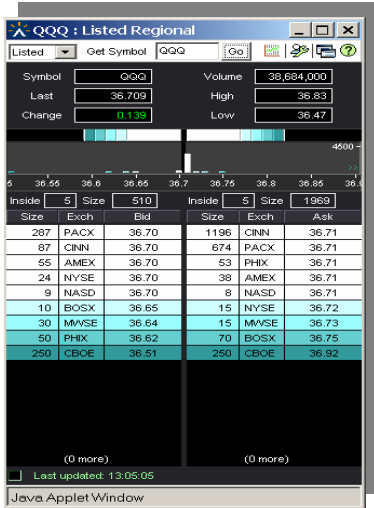 QQQ : Listed Regional
Listed Get Symbol QQQ Go
Symbol QQQ Volume 38,684,000
Last 36.709 High 36.83
Change 0.139 Low 36.47
4600
>>
5 36.55 36.6 36.65 36.7 36.75 36.8 36.85 36.9
Inside 5 Size 510 Inside 5 Size 1969
Size Exch Bid Size Exch Ask
287 PACX 36.70 1196 CINN 36.71
87 CINN 36.70 674 PACX 36.71
55 AMEX 36.70 53 PHIX 36.71
24 NYSE 36.70 38 AMEX 36.71
9 NASD 36.70 8 NASD 36.71
10 BOSX 36.65 15 NYSE 36.72
30 MWSE 36.64 15 MWSE 36.73
50 PHIX 36.62 70 BOSX 36.75
250 CBOE 36.51 250 CBOE 36.92
(0 more) (0 more)
Last updated: 13:05:05
Java Applet Window